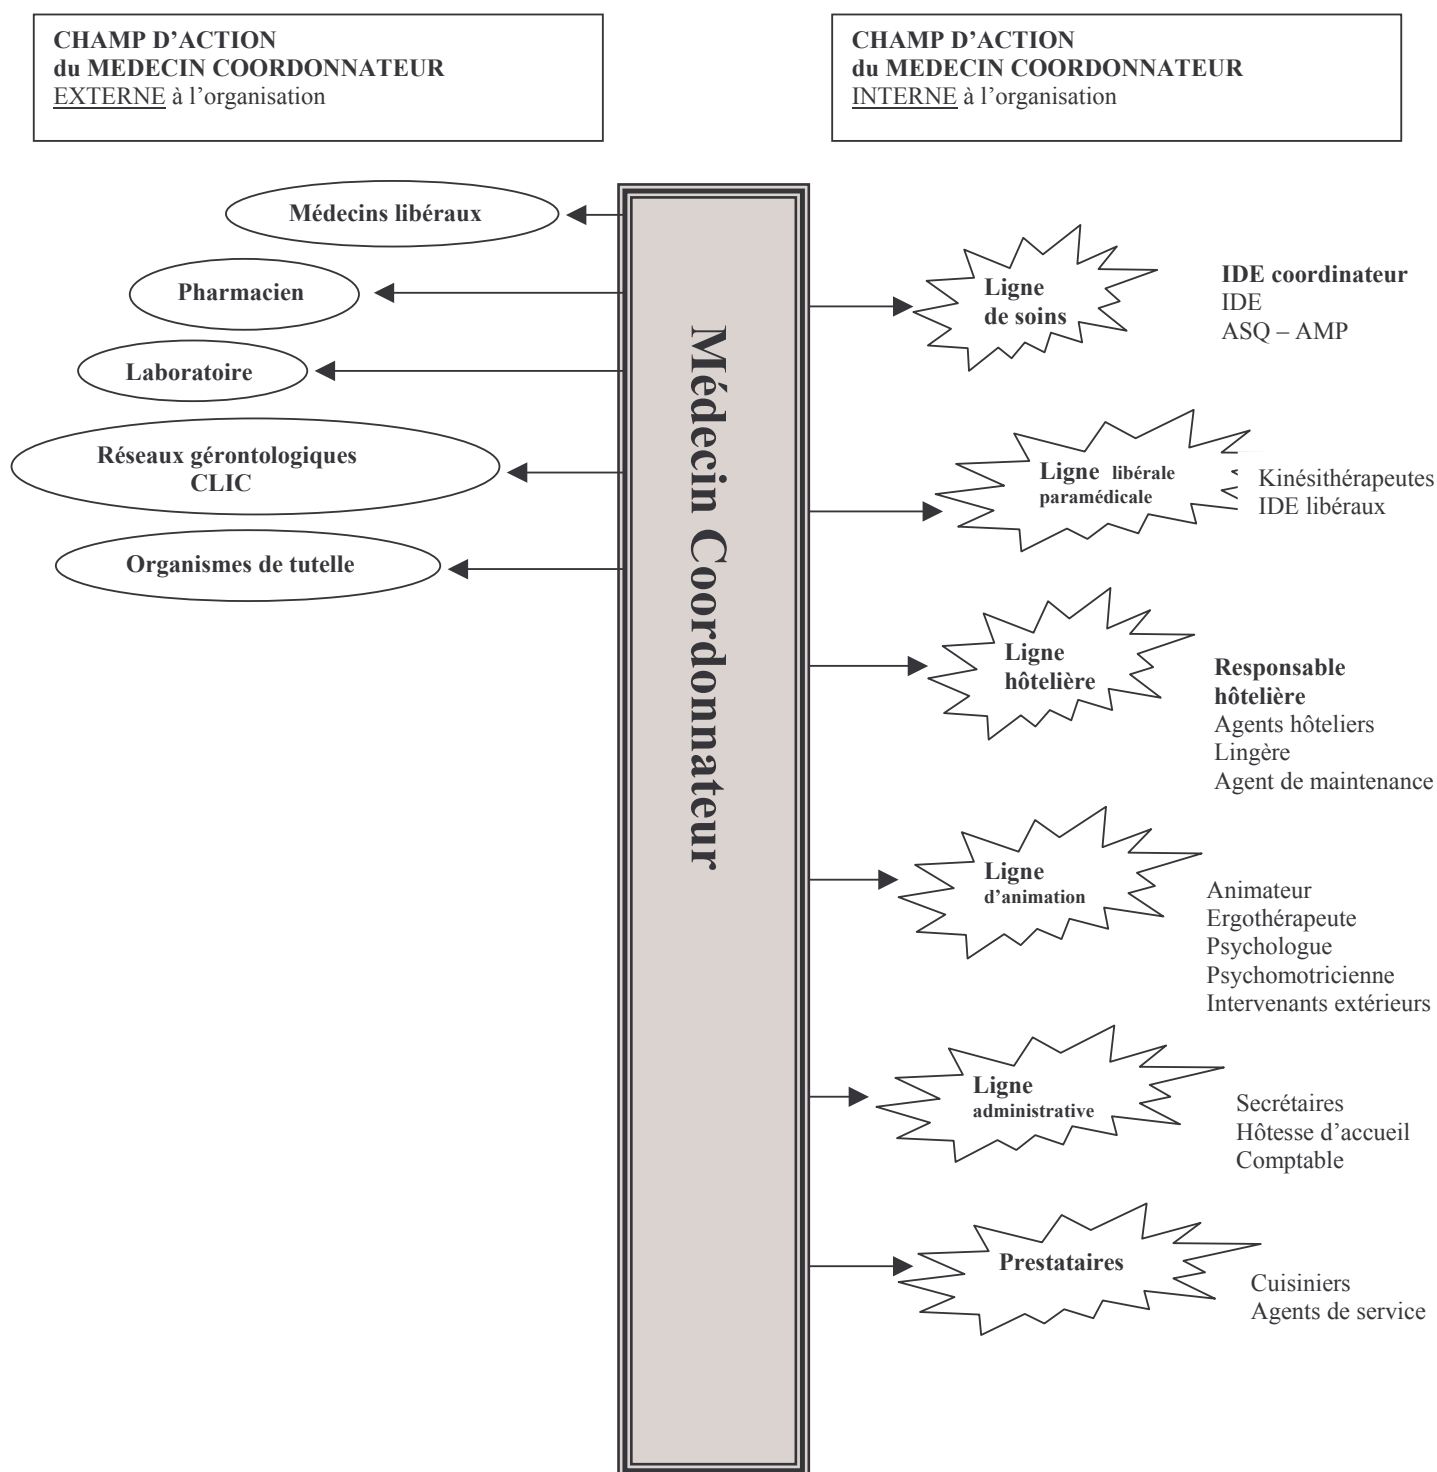 CHAMP D’ACTION
du MEDECIN COORDONNATEUR
EXTERNE à l’organisation
CHAMP D’ACTION
du MEDECIN COORDONNATEUR
INTERNE à l’organisation
Médecins libéraux
Pharmacien
Laboratoire
Réseaux gérontologiques
CLIC
Organismes de tutelle
Médecin Coordonnateur
Ligne
de soins
IDE coordinateur
IDE
ASQ – AMP
Ligne libérale
paramédicale
Kinésithérapeutes
IDE libéraux
Ligne
hôtelière
Responsable
hôtelière
Agents hôteliers
Lingère
Agent de maintenance
Ligne
d’animation
Animateur
Ergothérapeute
Psychologue
Psychomotricienne
Intervenants extérieurs
Ligne
administrative
Secrétaires
Hôtesse d’accueil
Comptable
Prestataires
Cuisiniers
Agents de service